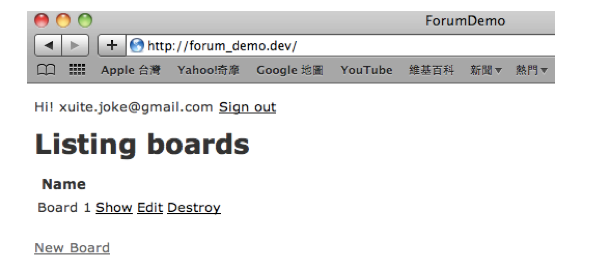 ForumDemo
http://forum_demo.dev/
Apple 台灣 Yahoo!奇摩 Google 地圖 YouTube 維基百科 新聞▾ 熱門▾
Hi! xuite.joke@gmail.com Sign out
Listing boards
Name
Board 1 Show Edit Destroy
New Board